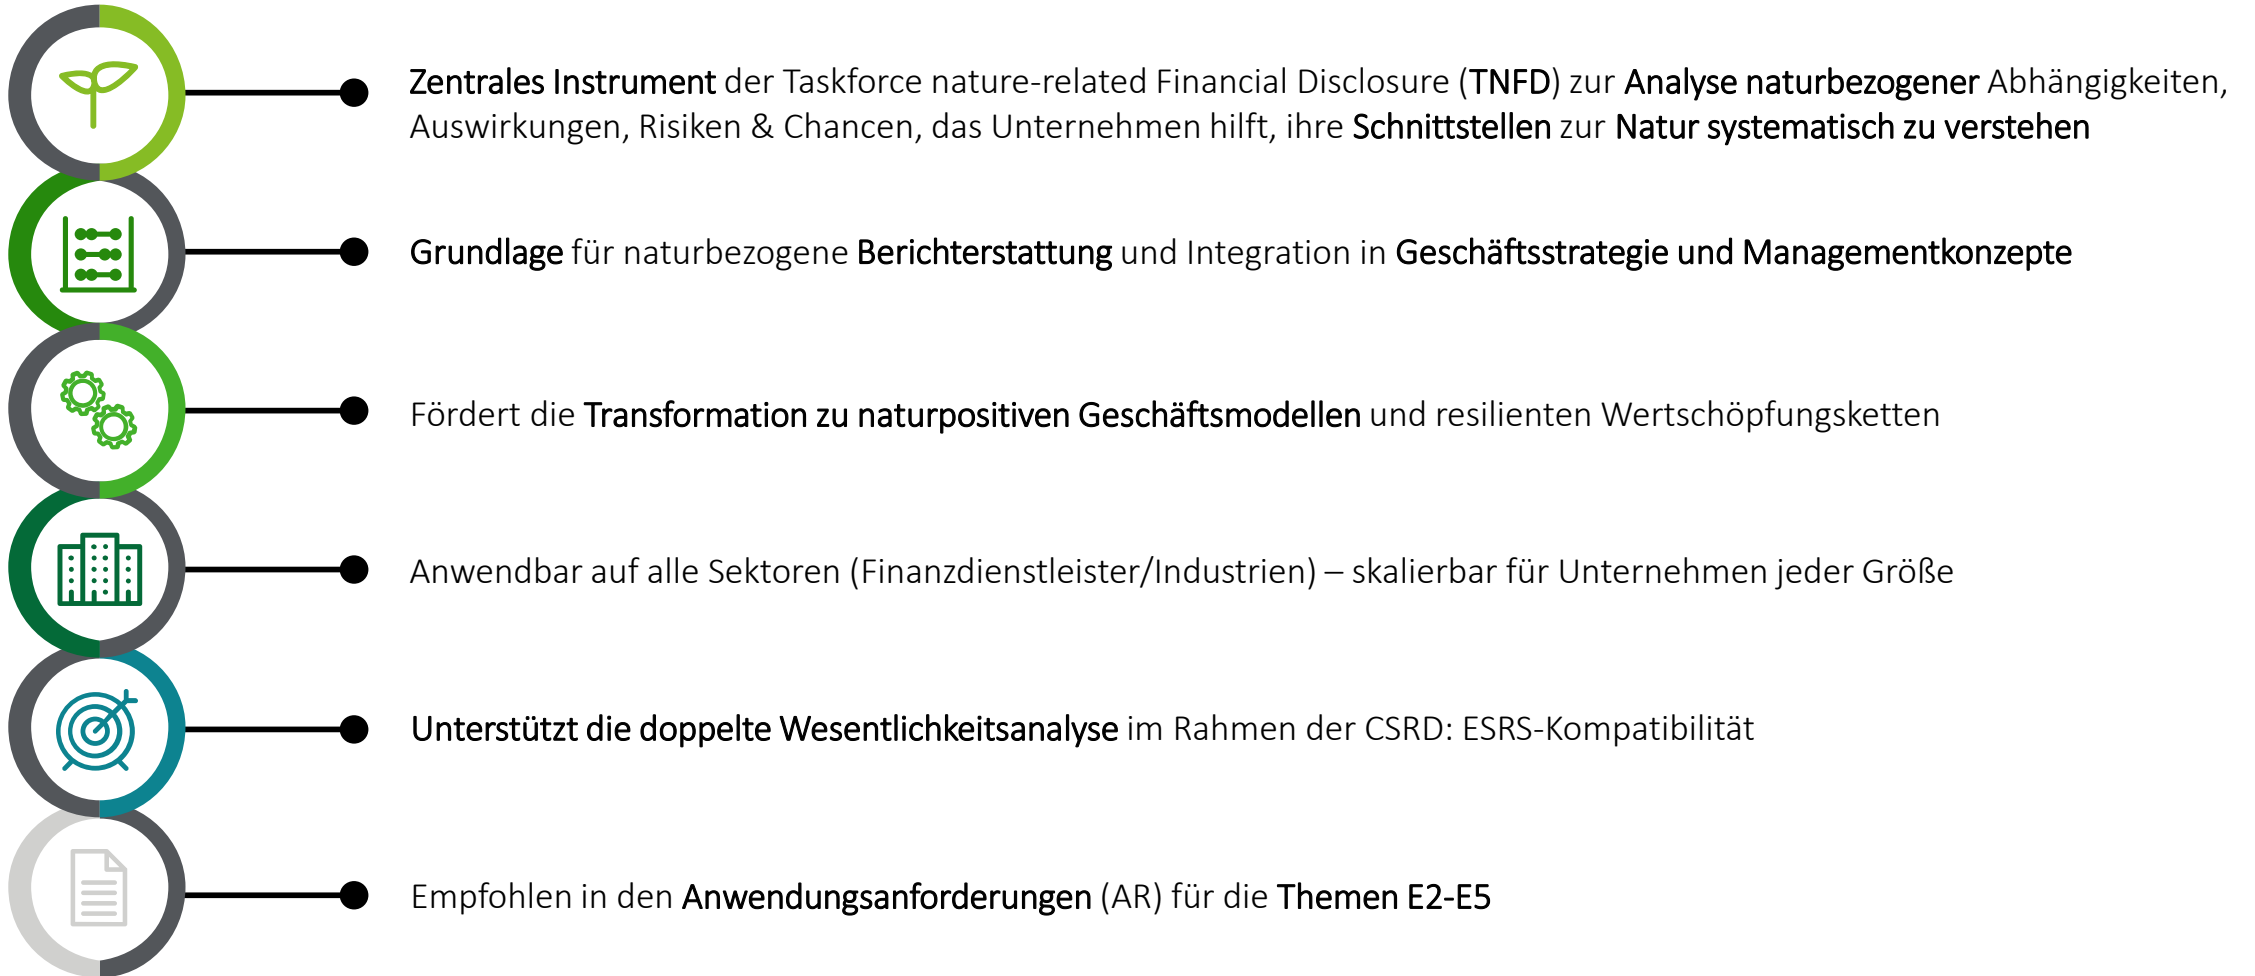 Zentrales Instrument der Taskforce nature-related Financial Disclosure (TNFD) zur Analyse naturbezogener Abhängigkeiten,
Auswirkungen, Risiken & Chancen, das Unternehmen hilft, ihre Schnittstellen zur Natur systematisch zu verstehen
Grundlage für naturbezogene Berichterstattung und Integration in Geschäftsstrategie und Managementkonzepte
Fördert die Transformation zu naturpositiven Geschäftsmodellen und resilienten Wertschöpfungsketten
Anwendbar auf alle Sektoren (Finanzdienstleister/Industrien) – skalierbar für Unternehmen jeder Größe
Unterstützt die doppelte Wesentlichkeitsanalyse im Rahmen der CSRD: ESRS-Kompatibilität
Empfohlen in den Anwendungsanforderungen (AR) für die Themen E2-E5